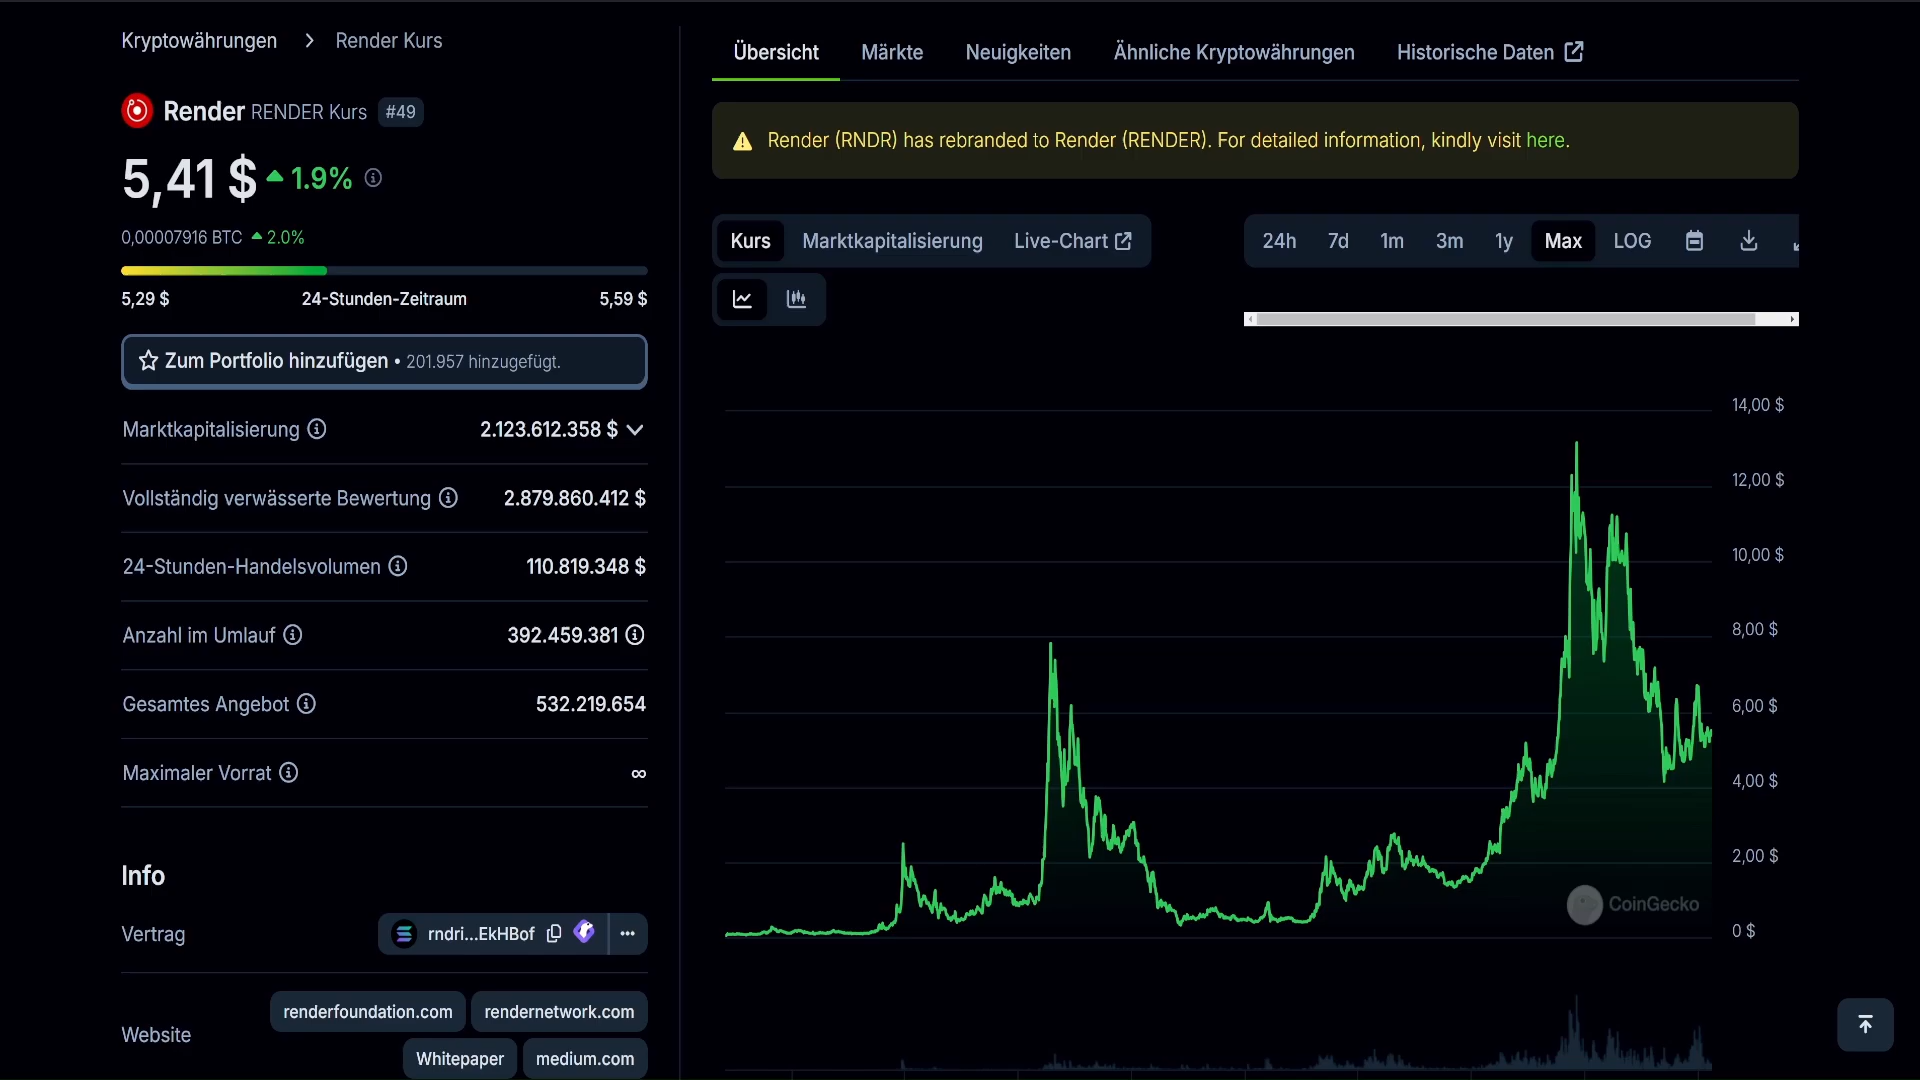 Kryptowährungen > Render Kurs
Render RENDER Kurs #49
5,41 $ 1.9%
0,00007916 BTC 2.0%
5,29 $ 24-Stunden-Zeitraum 5,59 $
Zum Portfolio hinzufügen • 201.957 hinzugefügt.
Marktkapitalisierung 2.123.612.358 $
Vollständig verwässerte Bewertung 2.879.860.412 $
24-Stunden-Handelsvolumen 110.819.348 $
Anzahl im Umlauf 392.459.381
Gesamtes Angebot 532.219.654
Maximaler Vorrat ∞
Info
Vertrag rndri...EkHBof
Website renderfoundation.com rendernetwork.com
Whitepaper medium.com
Übersicht Märkte Neuigkeiten Ähnliche Kryptowährungen Historische Daten
Render (RNDR) has rebranded to Render (RENDER). For detailed information, kindly visit here.
Kurs Marktkapitalisierung Live-Chart
24h 7d 1m 3m 1y Max LOG
14,00 $
12,00 $
10,00 $
8,00 $
6,00 $
4,00 $
2,00 $
0 $
CoinGecko